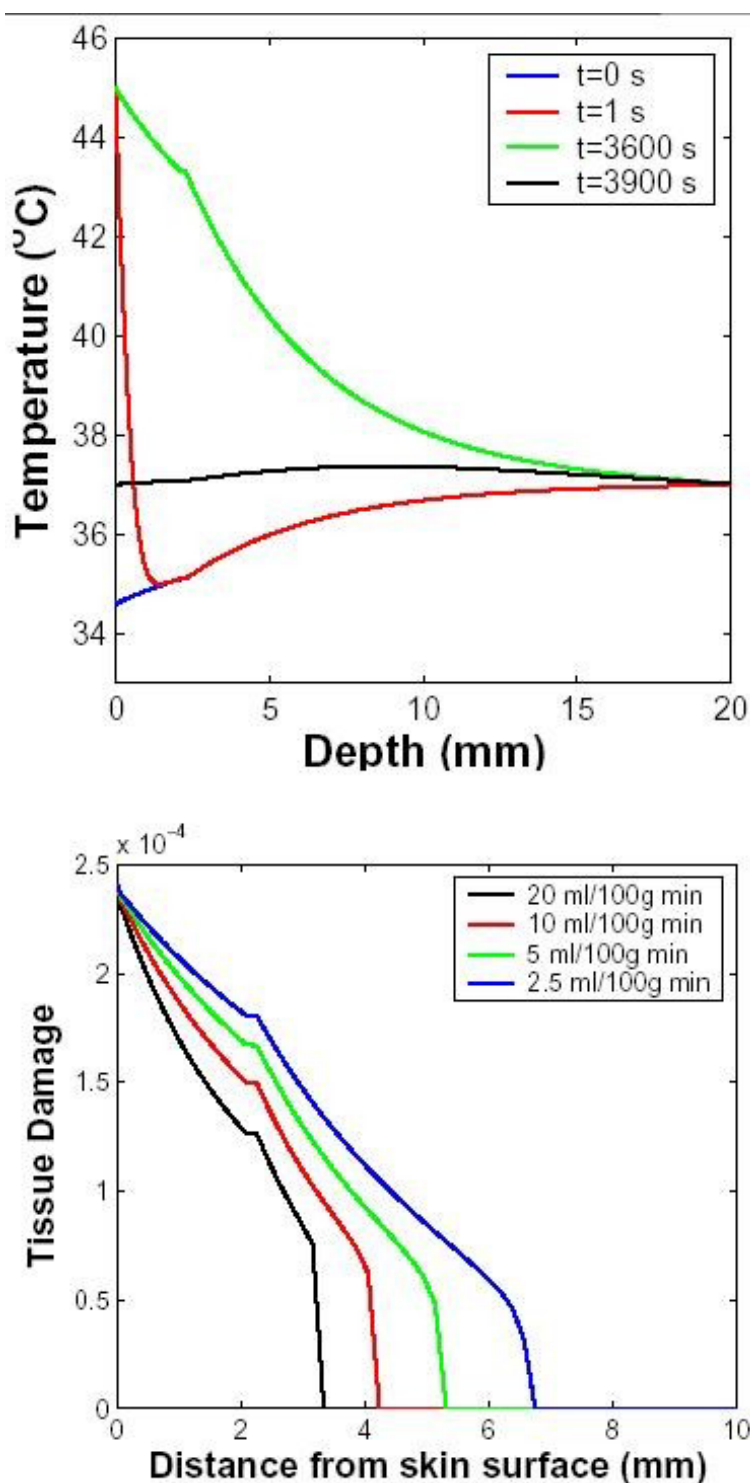 46
44
42
40
38
36
34
Temperature (°C)
t=0 s
t=1 s
t=3600 s
t=3900 s
0
5
10
15
20
Depth (mm)
x 10⁻⁴
2.5
2
1.5
1
0.5
0
Tissue Damage
20 ml/100g min
10 ml/100g min
5 ml/100g min
2.5 ml/100g min
0
2
4
6
8
10
Distance from skin surface (mm)